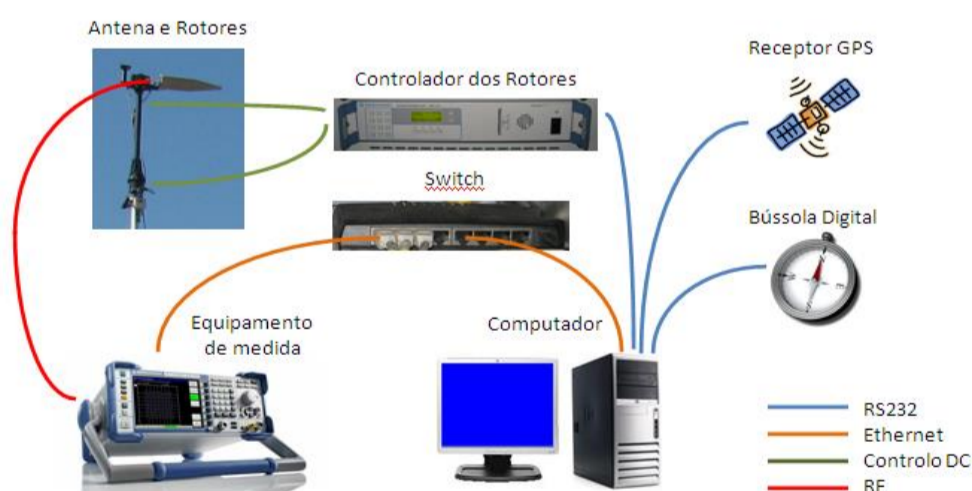 Antena e Rotores
Controlador dos Rotores
Receptor GPS
Switch
Bússola Digital
Equipamento
de medida
Computador
RS232
Ethernet
Controlo DC
RF